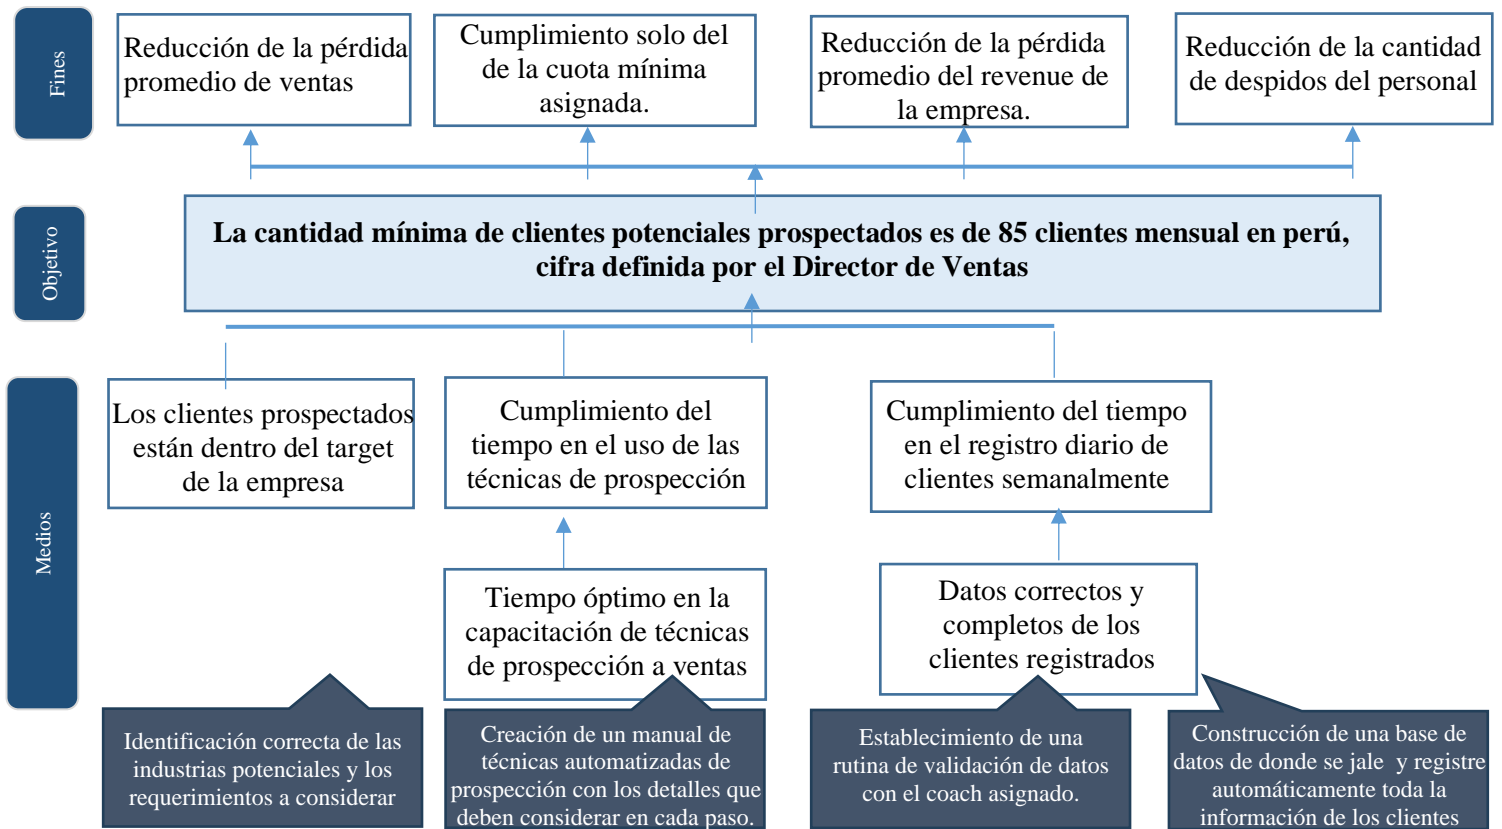 Fines
Reducción de la pérdida
promedio de ventas
Cumplimiento solo del
de la cuota mínima
asignada.
Reducción de la pérdida
promedio del revenue de
la empresa.
Reducción de la cantidad
de despidos del personal
Objetivo
La cantidad mínima de clientes potenciales prospectados es de 85 clientes mensual en perú,
cifra definida por el Director de Ventas
Medios
Los clientes prospectados
están dentro del target
de la empresa
Cumplimiento del
tiempo en el uso de las
técnicas de prospección
Cumplimiento del tiempo
en el registro diario de
clientes semanalmente
Tiempo óptimo en la
capacitación de técnicas
de prospección a ventas
Datos correctos y
completos de los
clientes registrados
Identificación correcta de las
industrias potenciales y los
requerimientos a considerar
Creación de un manual de
técnicas automatizadas de
prospección con los detalles que
deben considerar en cada paso.
Establecimiento de una
rutina de validación de datos
con el coach asignado.
Construcción de una base de
datos de donde se jale y registre
automáticamente toda la
información de los clientes